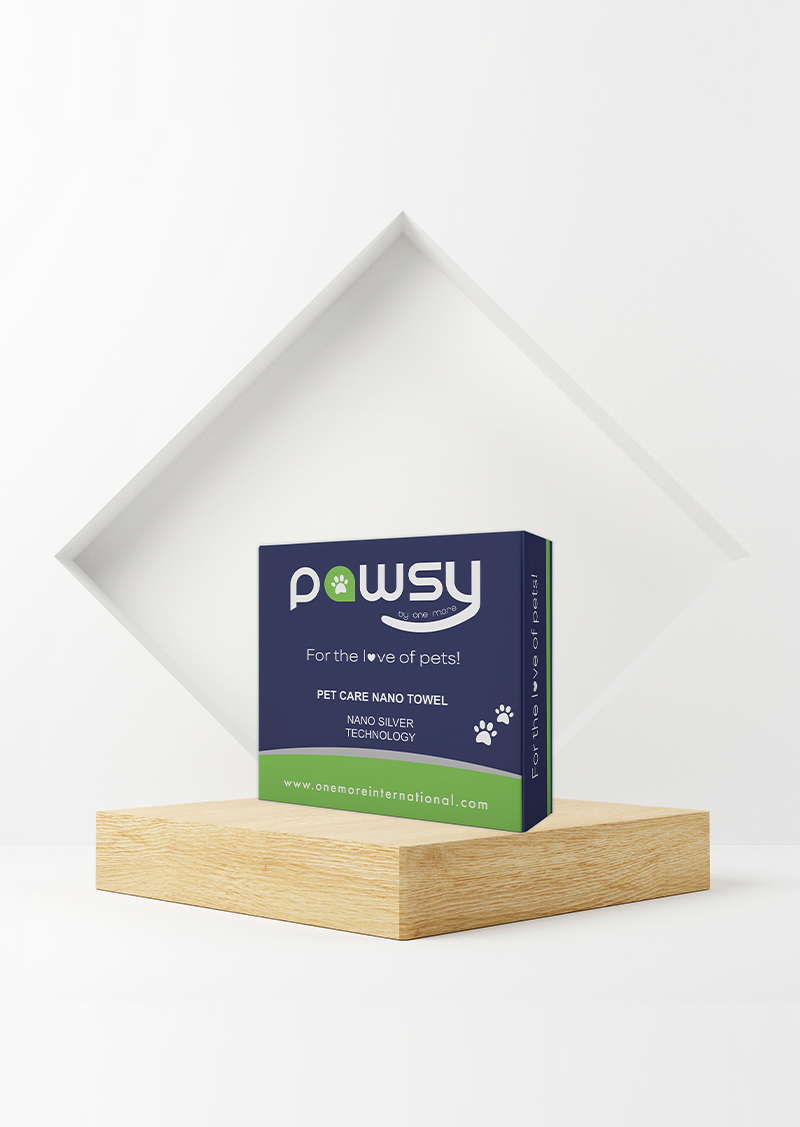 pawsy
by one more
For the love of pets!
PET CARE NANO TOWEL
NANO SILVER
TECHNOLOGY
www.onemoreinternational.com
For the love of pets!